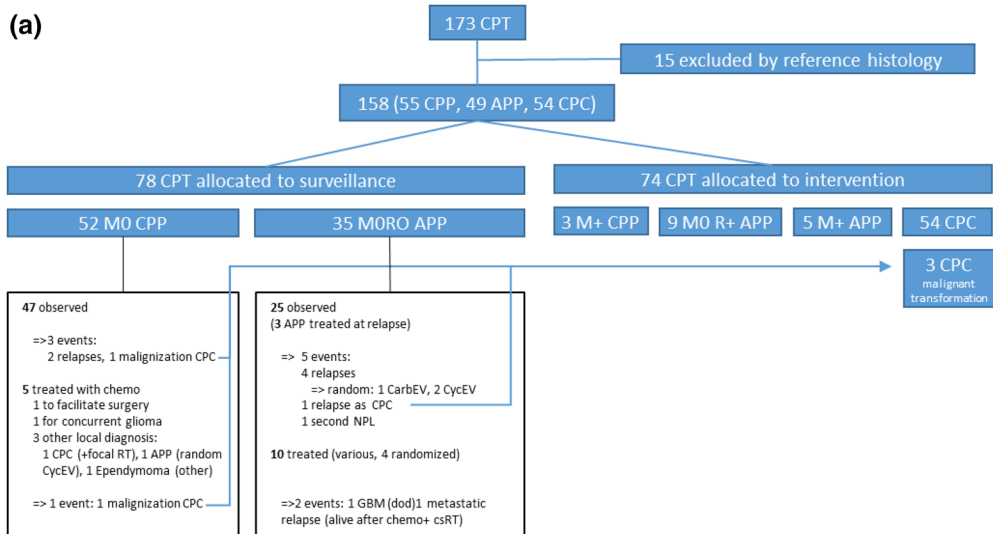 (a)
173 CPT
15 excluded by reference histology
158 (55 CPP, 49 APP, 54 CPC)
78 CPT allocated to surveillance
74 CPT allocated to intervention
52 M0 CPP
35 M0RO APP
3 M+ CPP
9 M0 R+ APP
5 M+ APP
54 CPC
3 CPC
malignant
transformation
47 observed
=>3 events:
2 relapses, 1 malignization CPC
5 treated with chemo
1 to facilitate surgery
1 for concurrent glioma
3 other local diagnosis:
1 CPC (+focal RT), 1 APP (random
CycEV), 1 Ependymoma (other)
=> 1 event: 1 malignization CPC
25 observed
(3 APP treated at relapse)
=> 5 events:
4 relapses
=> random: 1 CarbEV, 2 CycEV
1 relapse as CPC
1 second NPL
10 treated (various, 4 randomized)
=>2 events: 1 GBM (dod)1 metastatic
relapse (alive after chemo+ csRT)